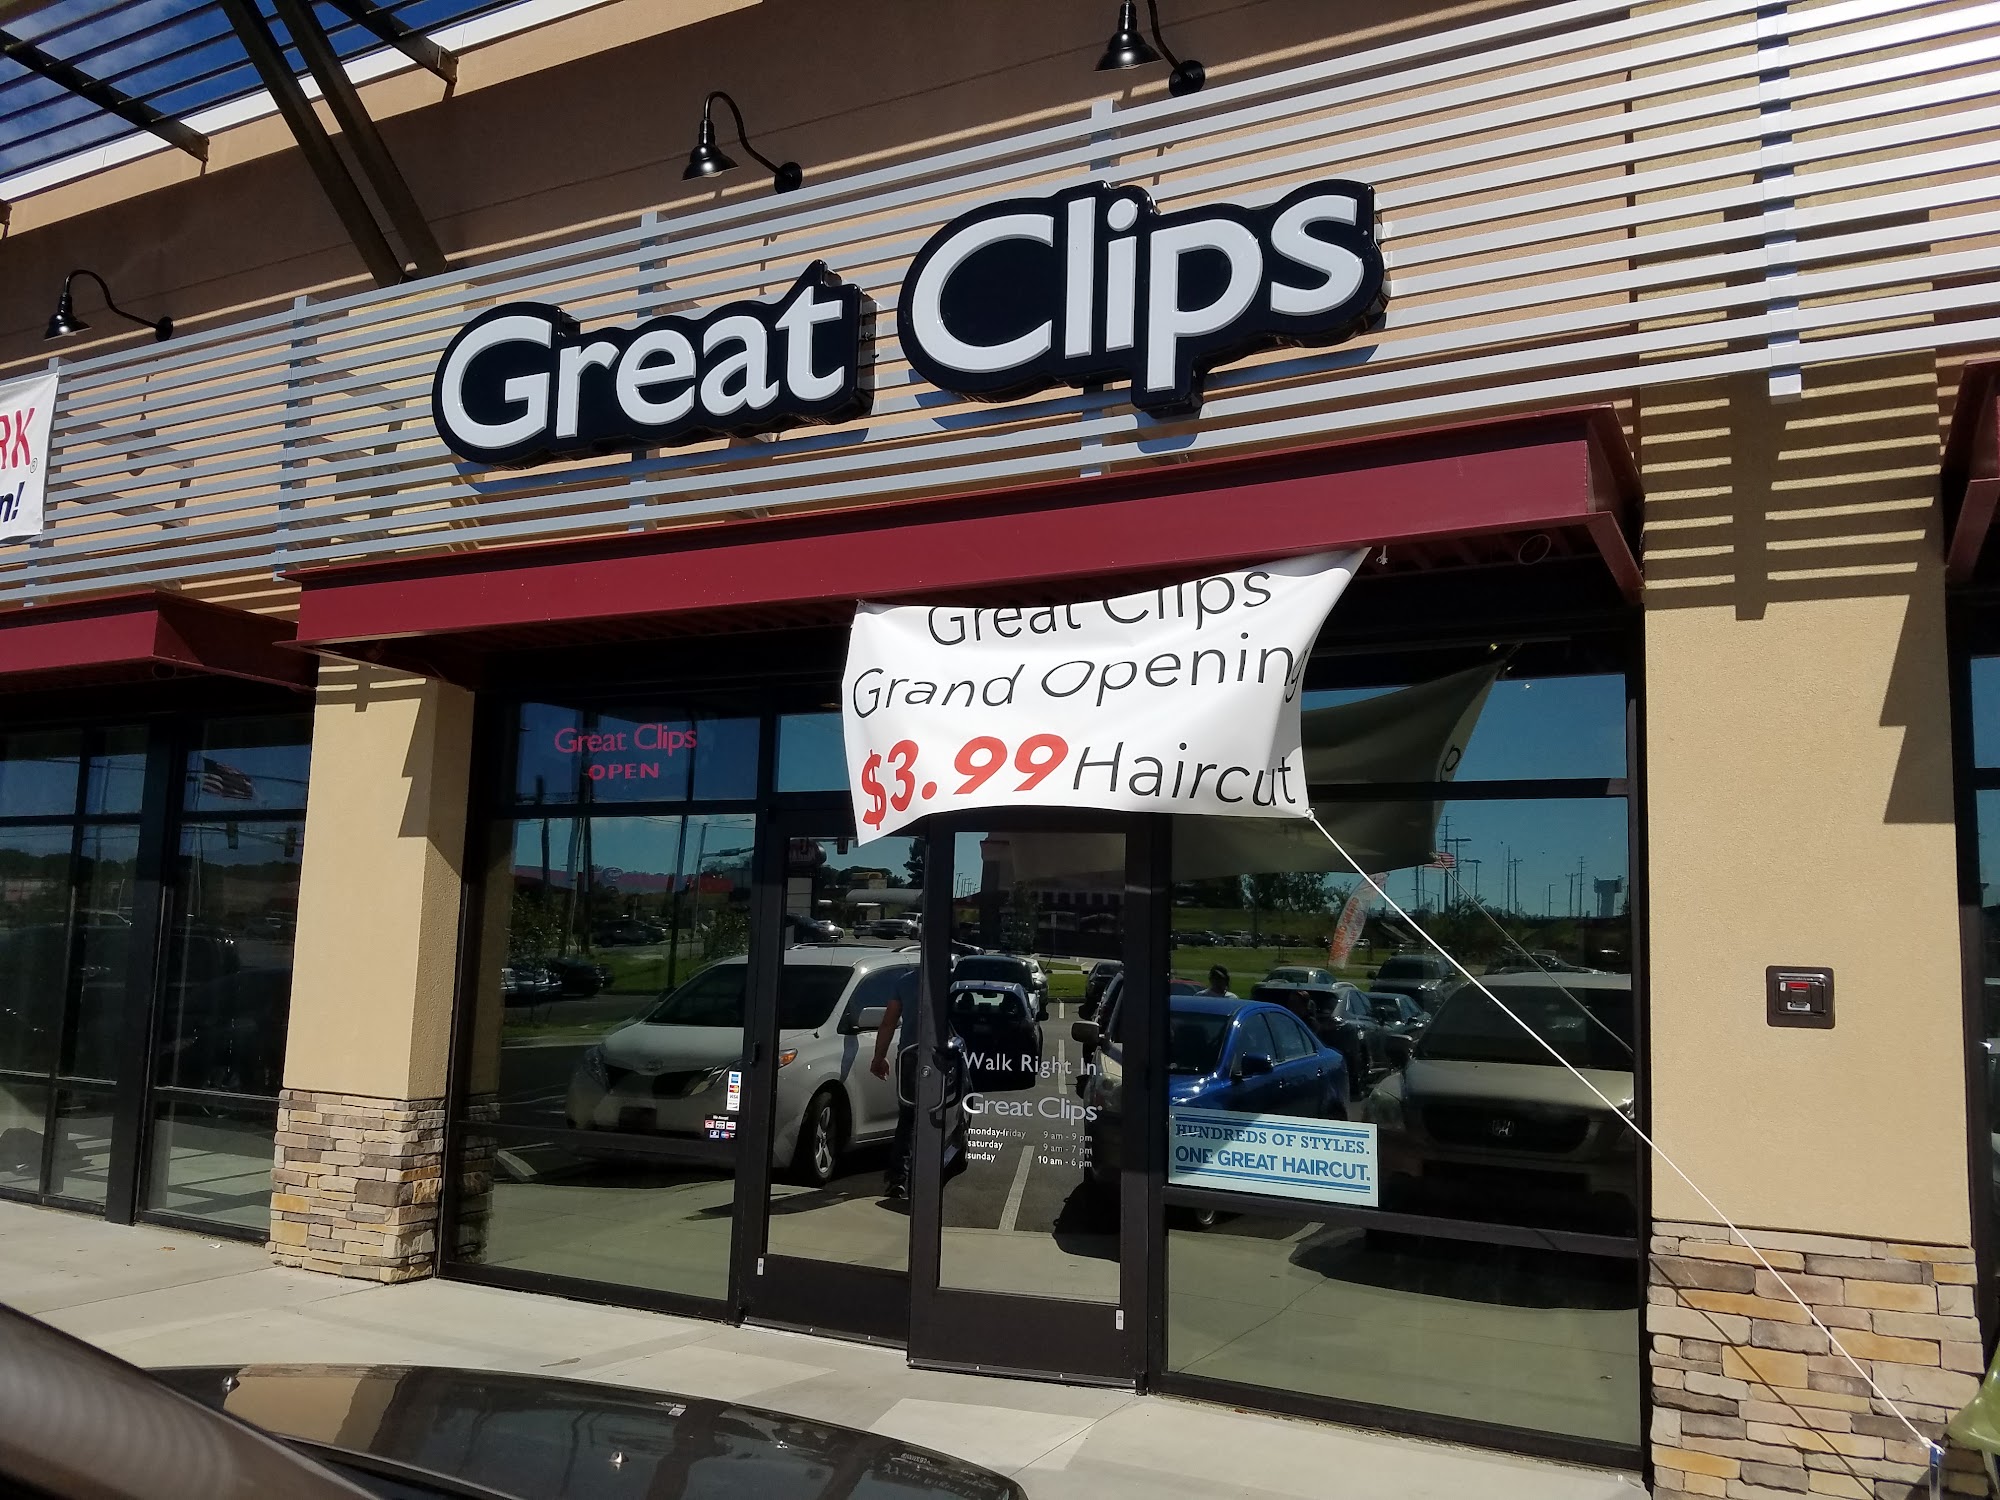 Great Clips
RK®
n!
Great Clips
Grand Opening
$3.99 Haircut
Great Clips
OPEN
Walk Right In.
Great Clips®
monday-friday 9 am - 9 pm
saturday 9 am - 7 pm
sunday 10 am - 6 pm
HUNDREDS OF STYLES.
ONE GREAT HAIRCUT.